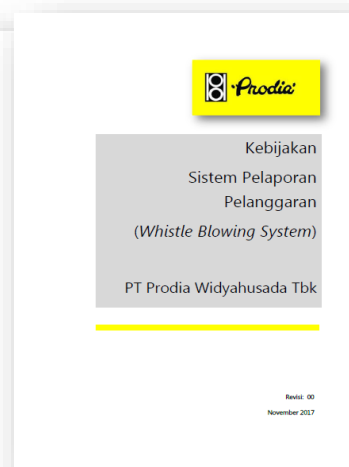 Prodia
Kebijakan
Sistem Pelaporan
Pelanggaran
(Whistle Blowing System)
PT Prodia Widyahusada Tbk
Revisi: 00
November 2017